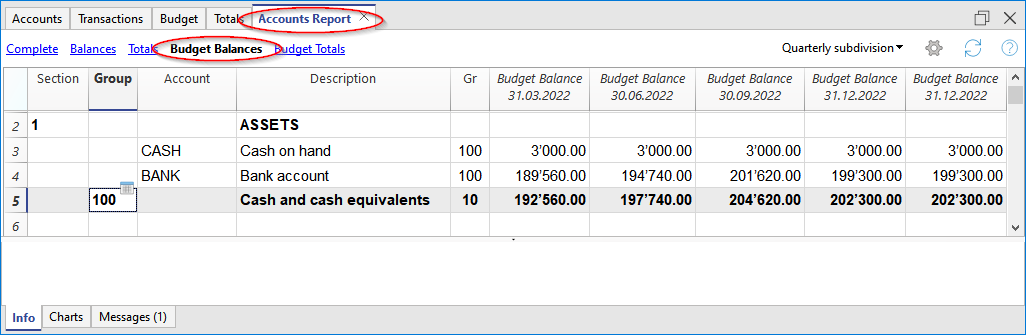 Accounts Transactions Budget Totals Accounts Report
Complete Balances Totals Budget Balances Budget Totals Quarterly subdivision
Section Group Account Description Gr Budget Balance 31.03.2022 Budget Balance 30.06.2022 Budget Balance 30.09.2022 Budget Balance 31.12.2022 Budget Balance 31.12.2022
2 1 ASSETS
3 CASH Cash on hand 100 3’000.00 3’000.00 3’000.00 3’000.00 3’000.00
4 BANK Bank account 100 189’560.00 194’740.00 201’620.00 199’300.00 199’300.00
5 100 Cash and cash equivalents 10 192’560.00 197’740.00 204’620.00 202’300.00 202’300.00
6
Info Charts Messages (1)